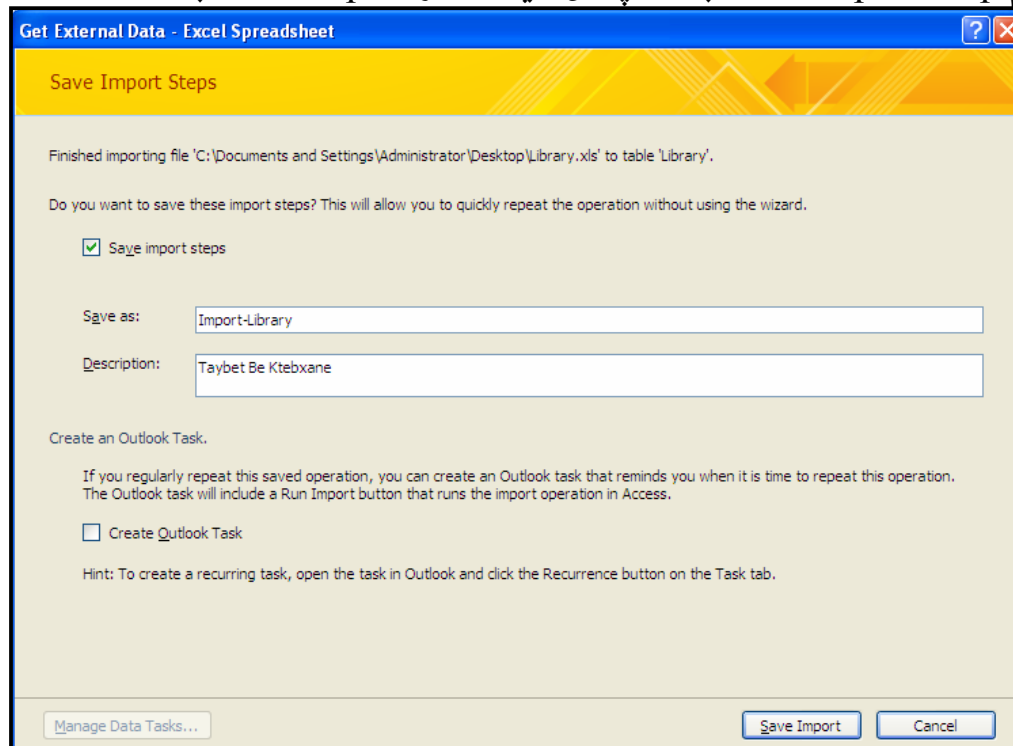 Get External Data - Excel Spreadsheet
Save Import Steps
Finished importing file 'C:\Documents and Settings\Administrator\Desktop\Library.xls' to table 'Library'.
Do you want to save these import steps? This will allow you to quickly repeat the operation without using the wizard.
Save import steps
Save as: Import-Library
Description: Taybet Be Ktebxane
Create an Outlook Task.
If you regularly repeat this saved operation, you can create an Outlook task that reminds you when it is time to repeat this operation.
The Outlook task will include a Run Import button that runs the import operation in Access.
Create Outlook Task
Hint: To create a recurring task, open the task in Outlook and click the Recurrence button on the Task tab.
Manage Data Tasks... Save Import Cancel